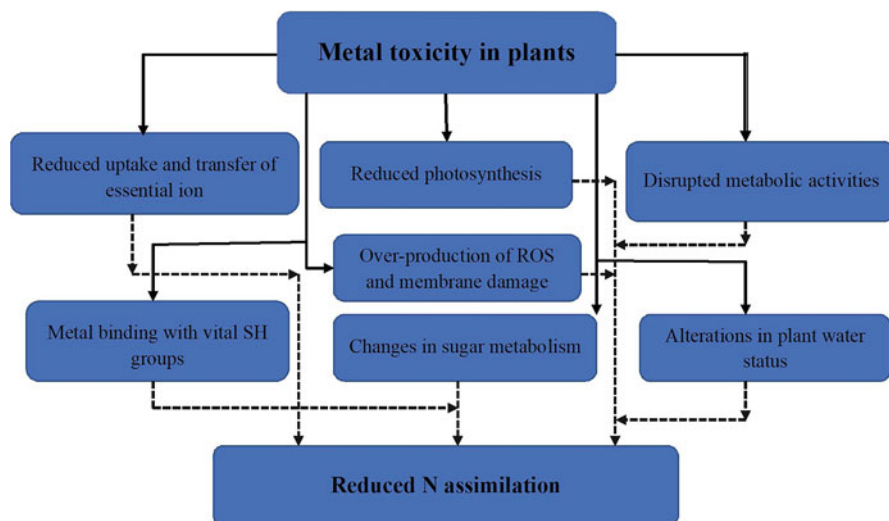 Metal toxicity in plants
Reduced uptake and transfer of
essential ion
Reduced photosynthesis
Disrupted metabolic activities
Over-production of ROS
and membrane damage
Metal binding with vital SH
groups
Changes in sugar metabolism
Alterations in plant water
status
Reduced N assimilation